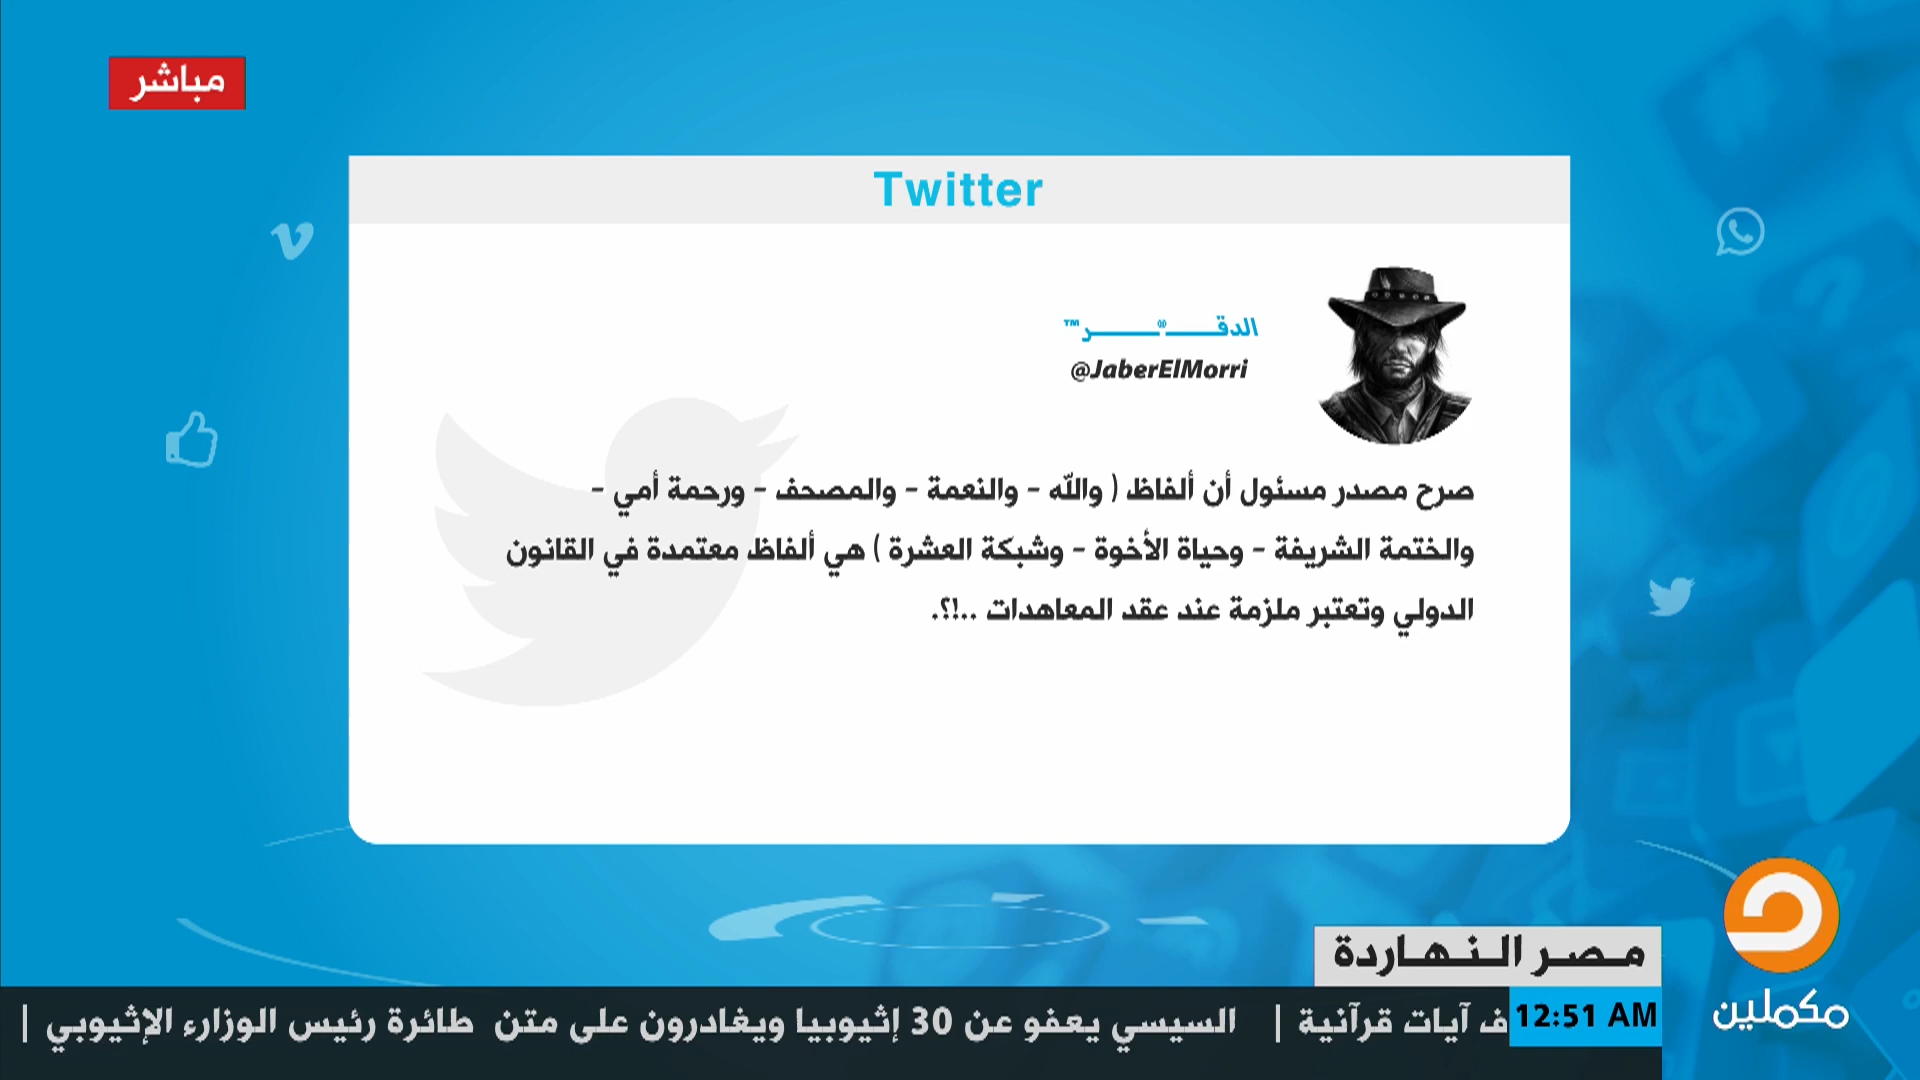 مباشر
Twitter
الدقــــ®ــــــر™
@JaberElMorri
صرح مصدر مسئول أن ألفاظ ( والله - والنعمة - والمصحف - ورحمة أمي -
والختمة الشريفة - وحياة الأخوة - وشبكة العشرة ) هي ألفاظ معتمدة في القانون
الدولي وتعتبر ملزمة عند عقد المعاهدات ..!؟.
مصر النهاردة
مكملين
12:51 AM
ف آيات قرآنية | السيسي يعفو عن 30 إثيوبيا ويغادرون على متن طائرة رئيس الوزراء الإثيوبي |